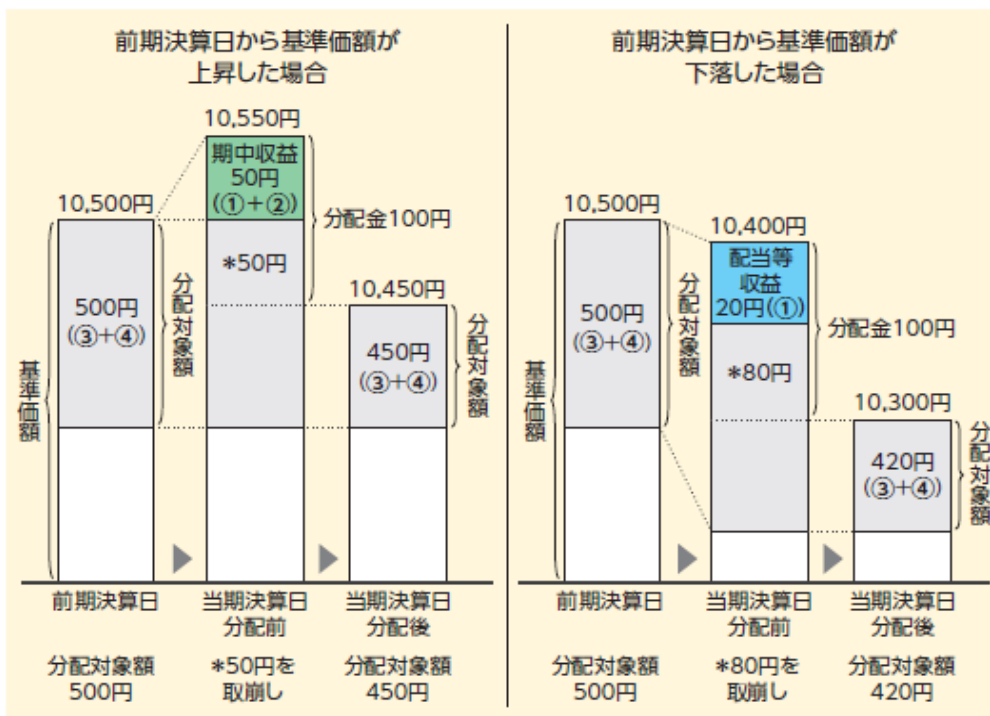 前期決算日から基準価額が
上昇した場合
10,550円
期中収益
50円
(①+②)
10,500円
分配金100円
*50円
10,450円
500円
(③+④)
分配対象額
450円
(③+④)
分配対象額
基準価額
前期決算日
当期決算日
分配前
当期決算日
分配後
分配対象額
500円
*50円を
取崩し
分配対象額
450円
前期決算日から基準価額が
下落した場合
10,500円
10,400円
配当等
収益
20円(①)
500円
(③+④)
分配対象額
分配金100円
*80円
10,300円
420円
(③+④)
分配対象額
基準価額
前期決算日
当期決算日
分配前
当期決算日
分配後
分配対象額
500円
*80円を
取崩し
分配対象額
420円